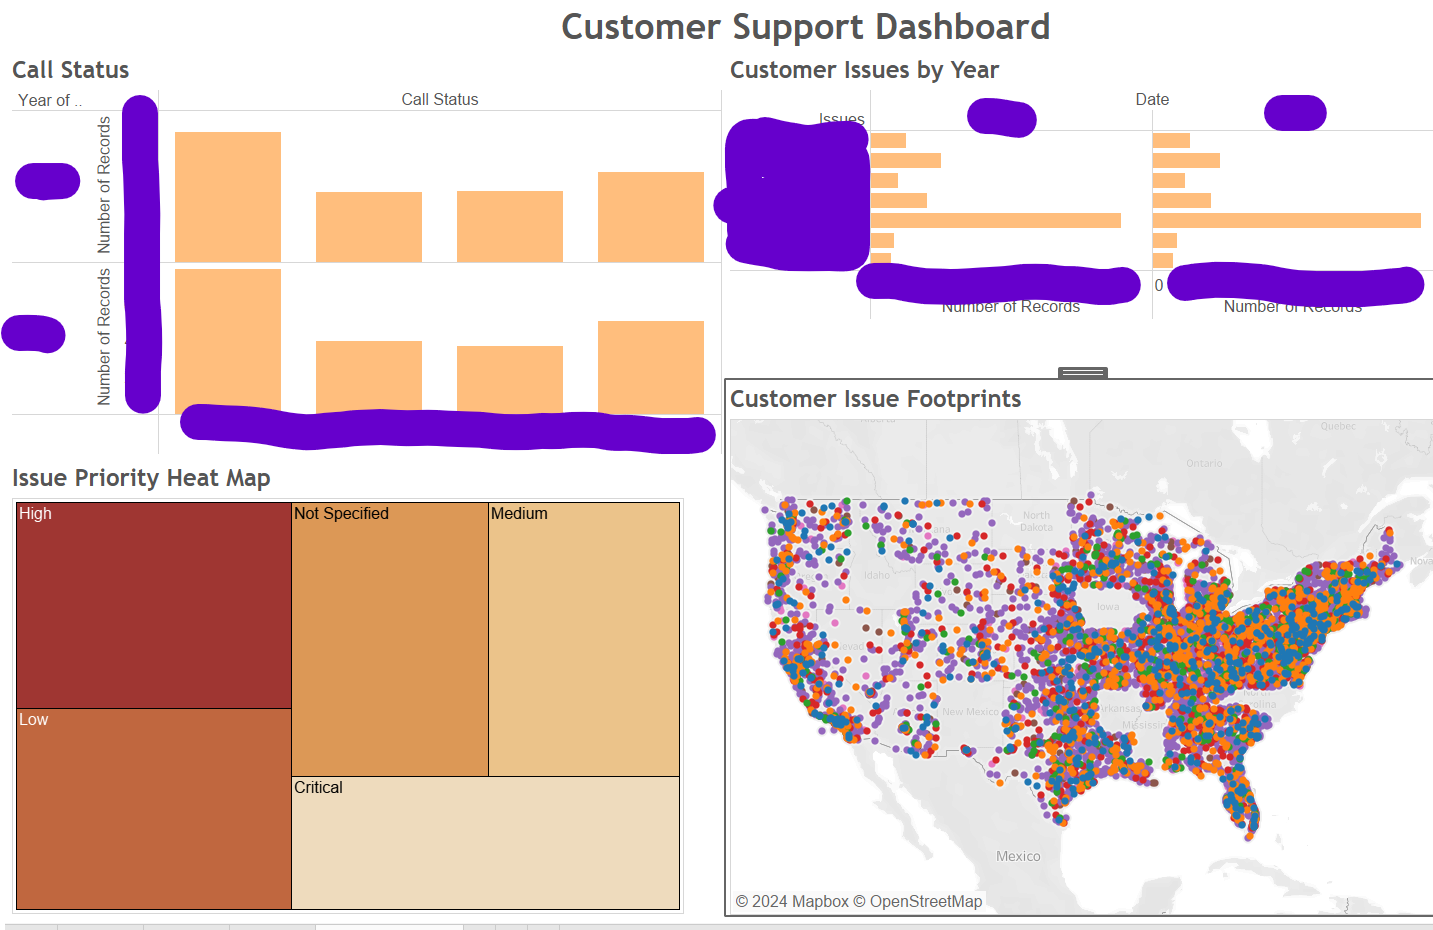 Customer Support Dashboard
Call Status
Year of ..
Call Status
Number of Records
Number of Records
Customer Issues by Year
Date
Issues
0
Number of Records
Number of Records
Issue Priority Heat Map
High
Not Specified
Medium
Low
Critical
Customer Issue Footprints
Quebec
Ontario
North
Dakota
Idaho
Iowa
New Mexico
Mexico
© 2024 Mapbox © OpenStreetMap